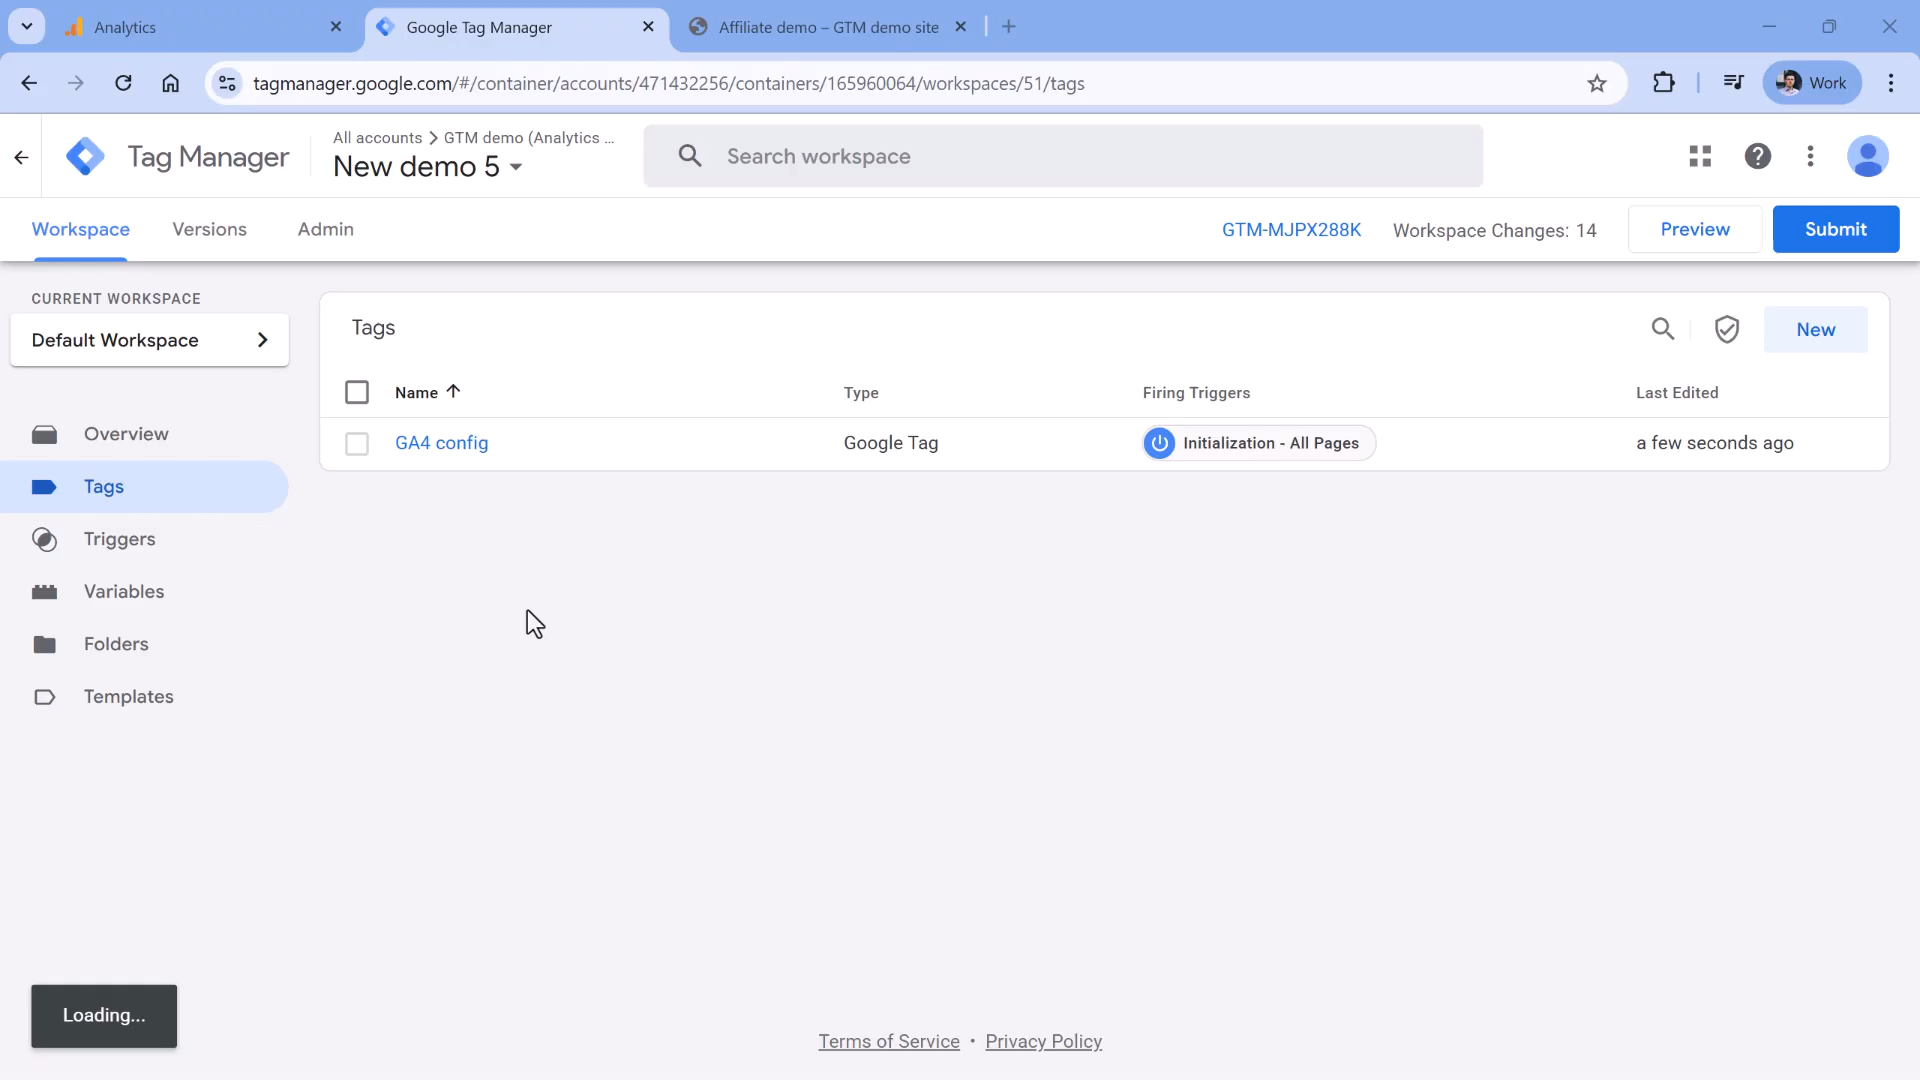 Analytics
Google Tag Manager
Affiliate demo – GTM demo site
tagmanager.google.com/#/container/accounts/471432256/containers/165960064/workspaces/51/tags
Work
Tag Manager
All accounts > GTM demo (Analytics ...
New demo 5
Search workspace
Workspace
Versions
Admin
GTM-MJPX288K
Workspace Changes: 14
Preview
Submit
CURRENT WORKSPACE
Default Workspace
Overview
Tags
Triggers
Variables
Folders
Templates
Tags
New
Name
Type
Firing Triggers
Last Edited
GA4 config
Google Tag
Initialization - All Pages
a few seconds ago
Loading...
Terms of Service • Privacy Policy